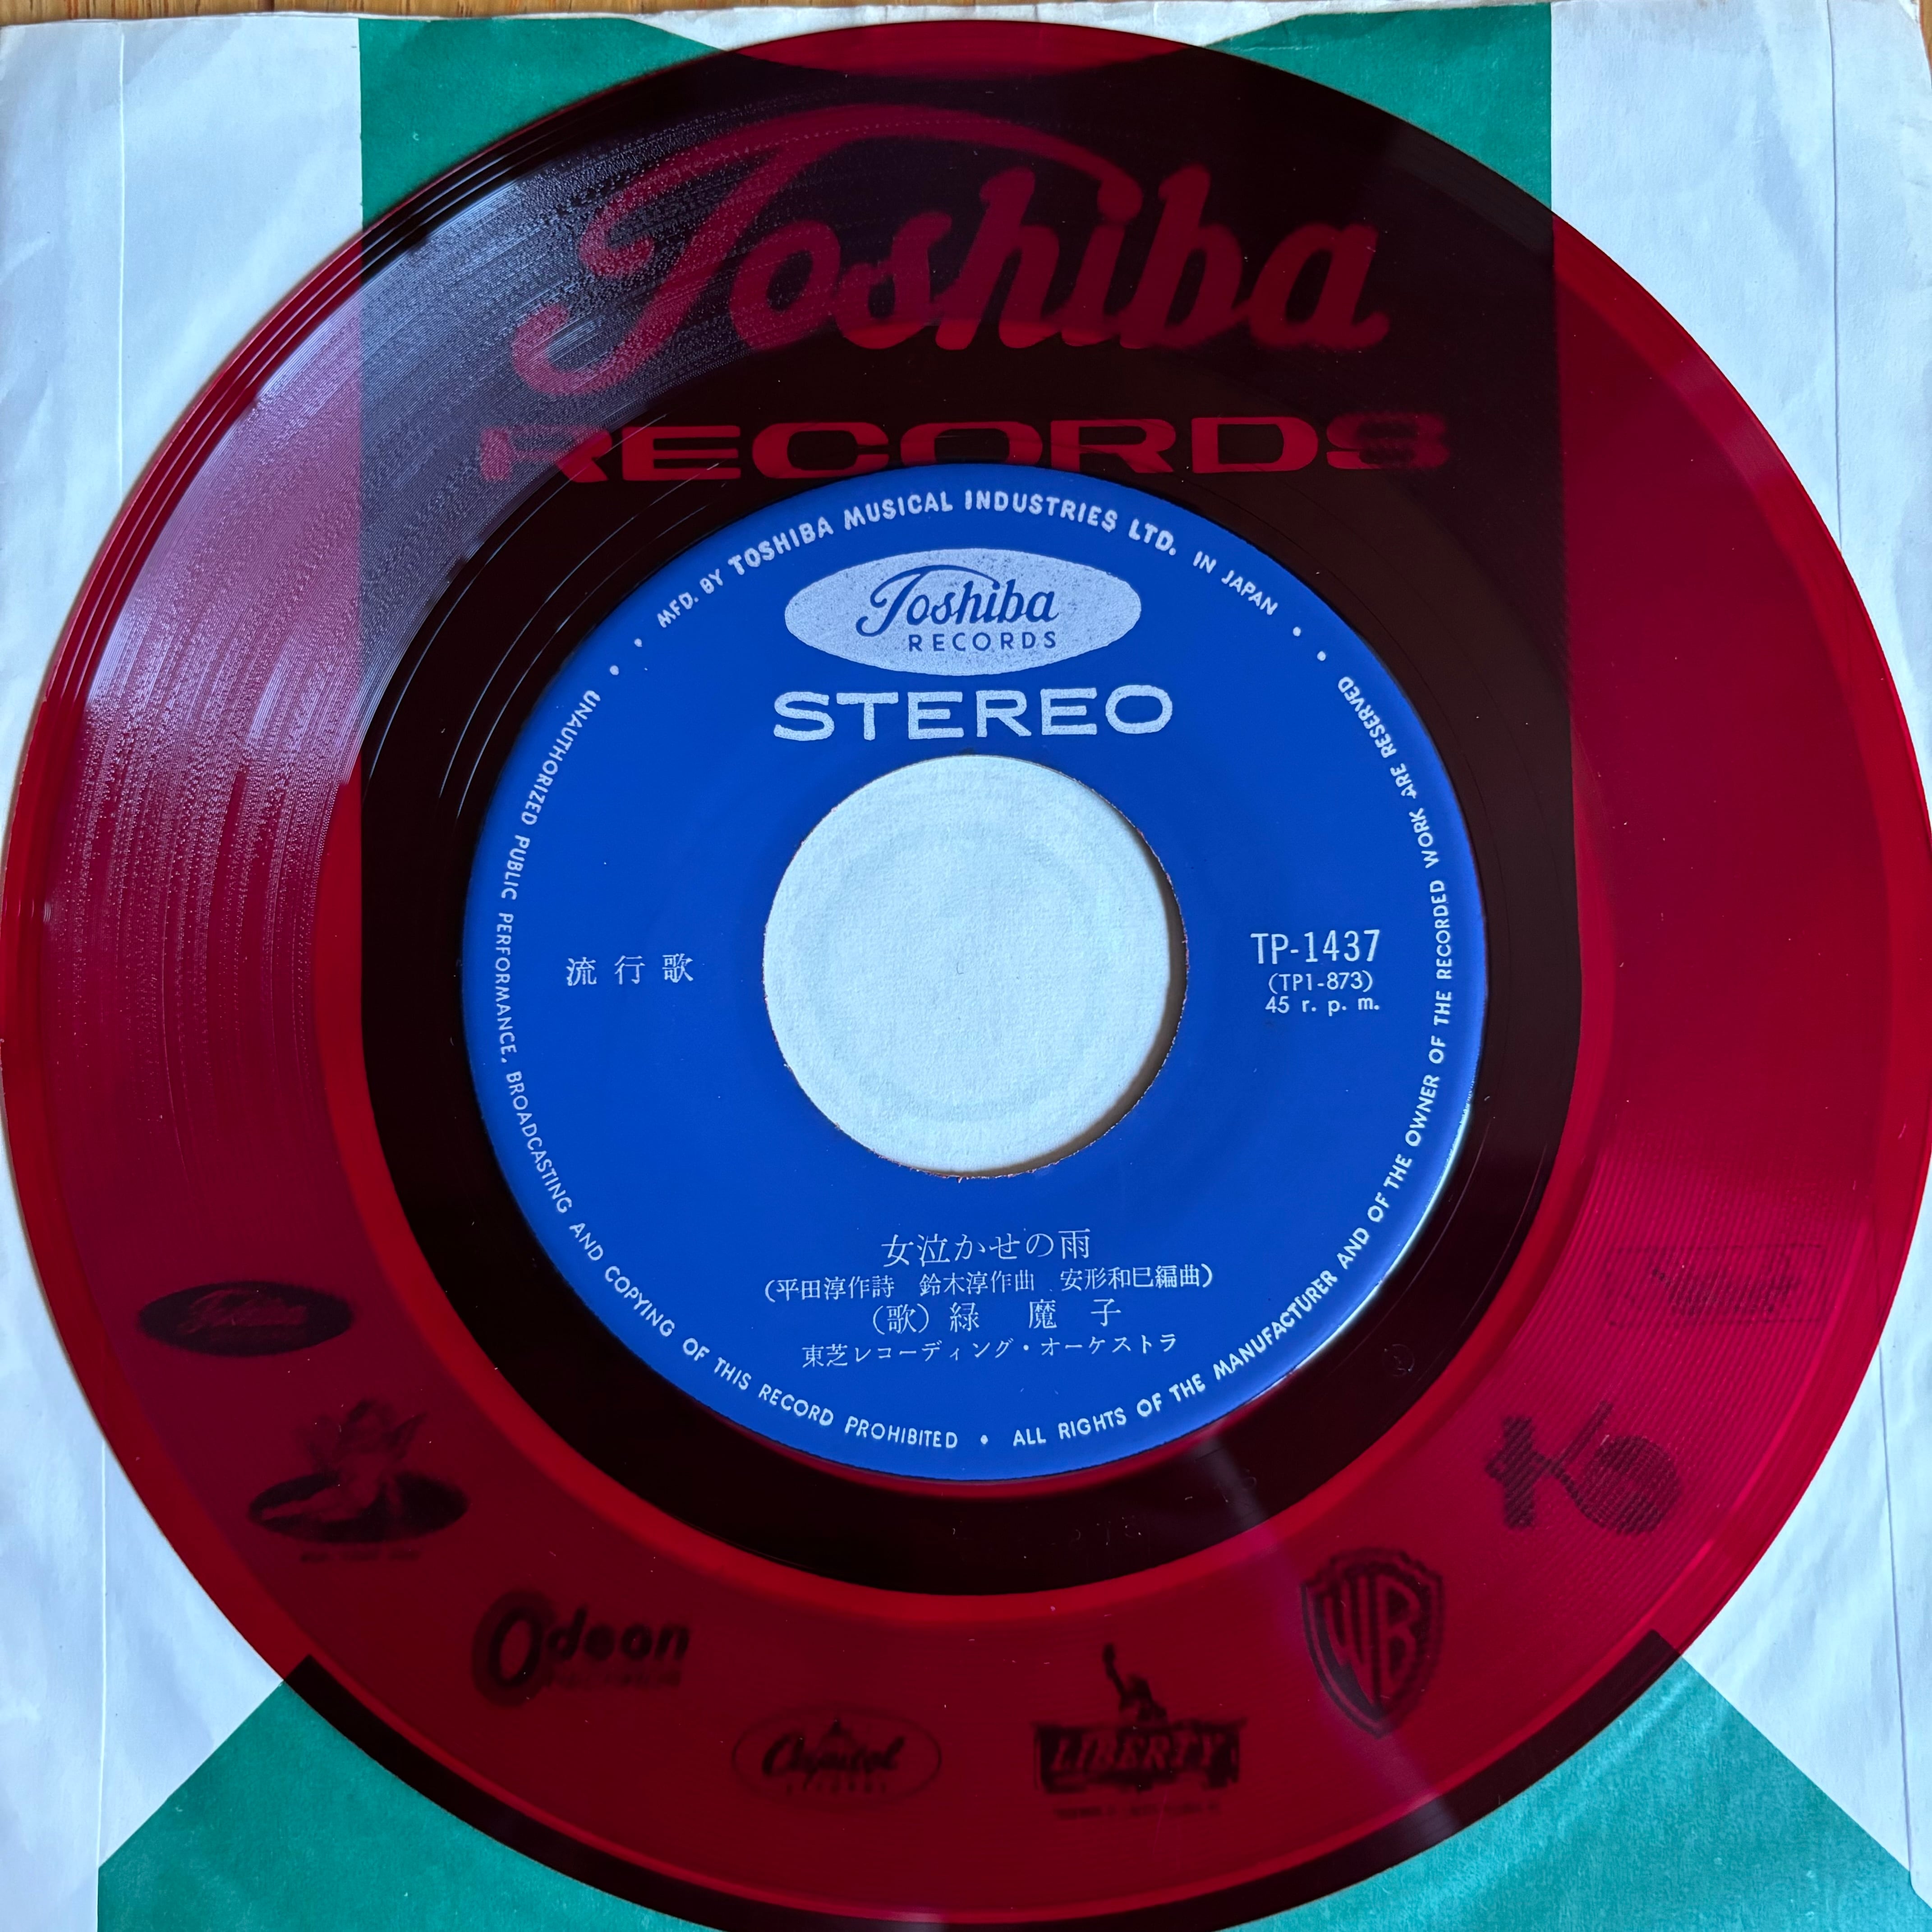 Toshiba
RECORDS
MFD. BY TOSHIBA MUSICAL INDUSTRIES LTD. IN JAPAN
Toshiba
RECORDS
STEREO
流行歌
TP-1437
(TP1-873)
45 r. p. m.
女泣かせの雨
(平田淳作詩 鈴木淳作曲 安形和巳編曲)
(歌) 緑 魔 子
東芝レコーディング・オーケストラ
UNAUTHORIZED PUBLIC PERFORMANCE, BROADCASTING AND COPYING OF THIS RECORD PROHIBITED • ALL RIGHTS OF THE MANUFACTURER AND OF THE OWNER OF THE RECORDED WORK ARE RESERVED
Toshiba
Odeon
Capitol
LIBERTY
WB